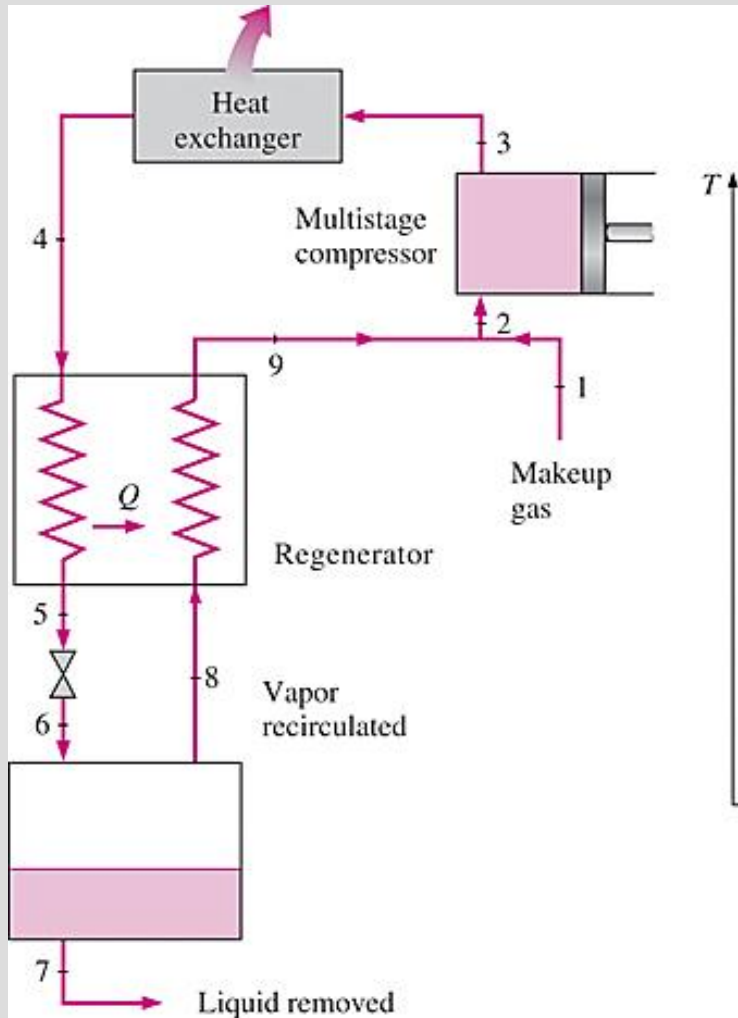 Heat
exchanger
3
T
4
Multistage
compressor
2
9
1
Makeup
gas
Q
Regenerator
5
8
Vapor
recirculated
6
7
Liquid removed